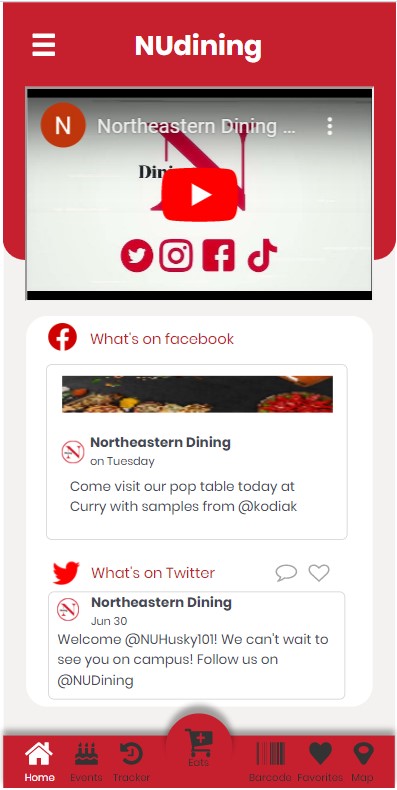 NUdining
N
Northeastern Dining ...
N
What's on facebook
Northeastern Dining
on Tuesday
Come visit our pop table today at
Curry with samples from @kodiak
What's on Twitter
Northeastern Dining
Jun 30
Welcome @NUHusky101! We can't wait to
see you on campus! Follow us on
@NUDining
Home Events Tracker Eats Barcode Favorites Map